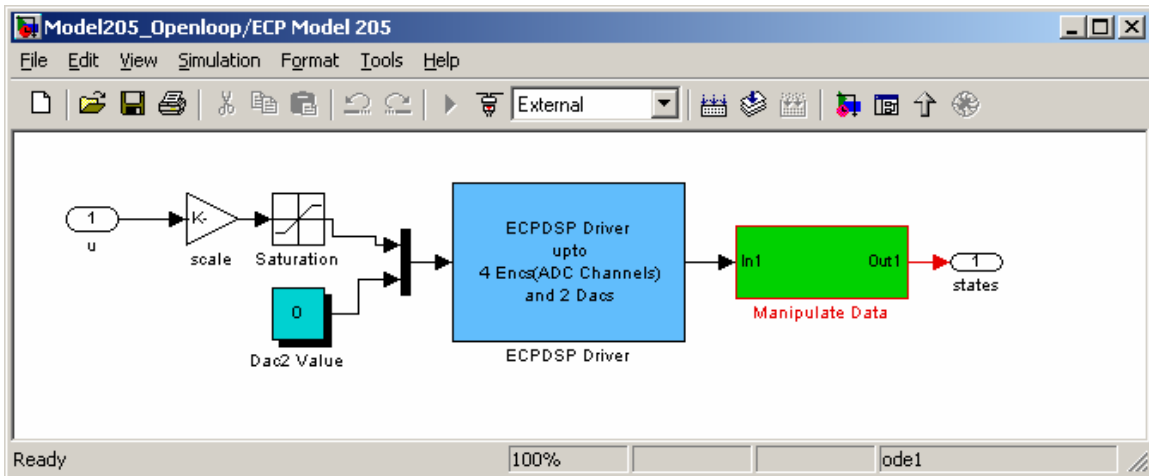 Model205_Openloop/ECP Model 205
File Edit View Simulation Format Tools Help
External
1
u
K-
scale
Saturation
0
Dac2 Value
ECPDSP Driver
upto
4 Encs(ADC Channels)
and 2 Dacs
ECPDSP Driver
In1 Out1
Manipulate Data
1
states
Ready 100% ode1